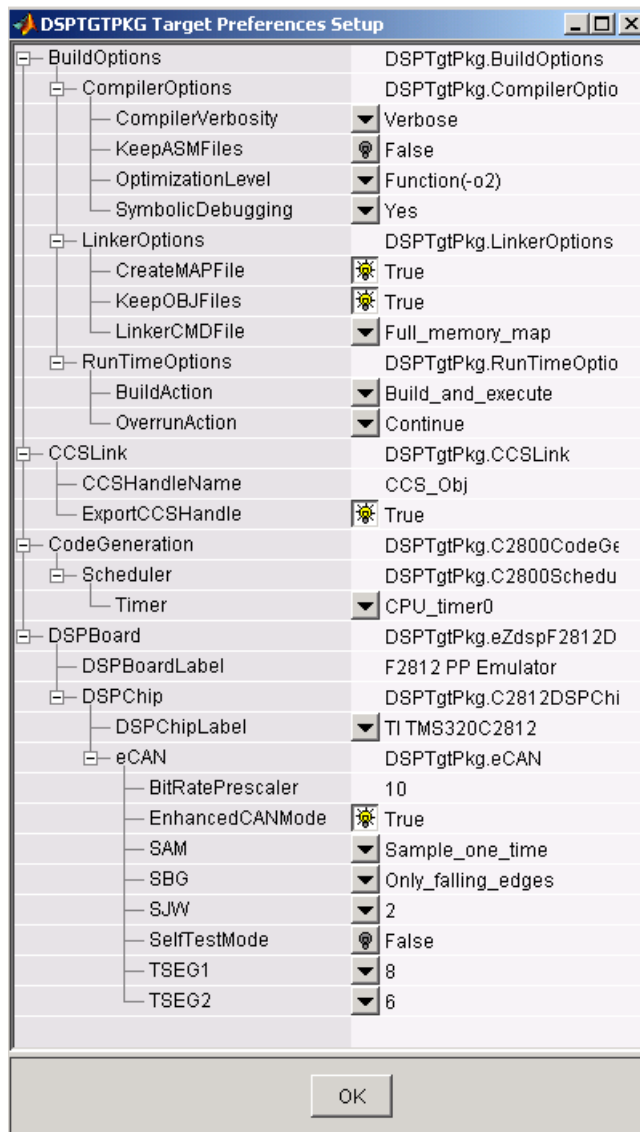 DSPTGTPKG Target Preferences Setup
BuildOptions DSPTgtPkg.BuildOptions
CompilerOptions DSPTgtPkg.CompilerOptio
CompilerVerbosity Verbose
KeepASMFiles False
OptimizationLevel Function(-o2)
SymbolicDebugging Yes
LinkerOptions DSPTgtPkg.LinkerOptions
CreateMAPFile True
KeepOBJFiles True
LinkerCMDFile Full_memory_map
RunTimeOptions DSPTgtPkg.RunTimeOptio
BuildAction Build_and_execute
OverrunAction Continue
CCSLink DSPTgtPkg.CCSLink
CCSHandleName CCS_Obj
ExportCCSHandle True
CodeGeneration DSPTgtPkg.C2800CodeGe
Scheduler DSPTgtPkg.C2800Schedu
Timer CPU_timer0
DSPBoard DSPTgtPkg.eZdspF2812D
DSPBoardLabel F2812 PP Emulator
DSPChip DSPTgtPkg.C2812DSPChi
DSPChipLabel TI TMS320C2812
eCAN DSPTgtPkg.eCAN
BitRatePrescaler 10
EnhancedCANMode True
SAM Sample_one_time
SBG Only_falling_edges
SJW 2
SelfTestMode False
TSEG1 8
TSEG2 6
OK